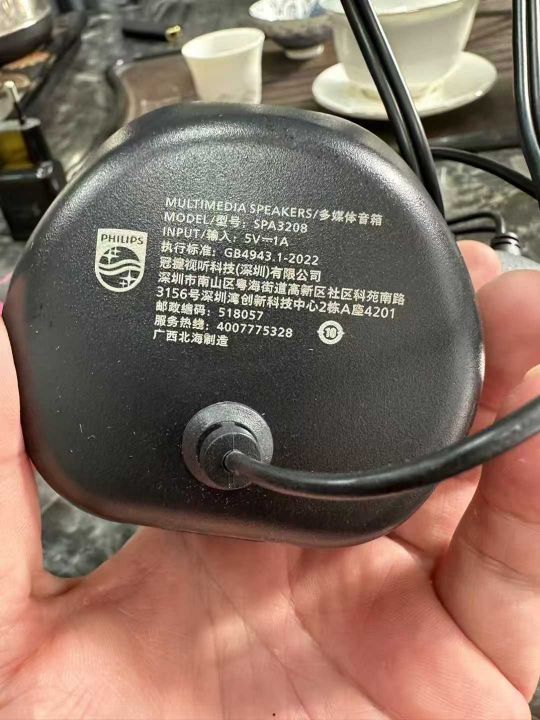 PHILIPS
MULTIMEDIA SPEAKERS/多媒体音箱
MODEL/型号: SPA3208
INPUT/输入: 5V⎓1A
执行标准: GB4943.1-2022
冠捷视听科技(深圳)有限公司
深圳市南山区粤海街道高新区社区科苑南路
3156号深圳湾创新科技中心2栋A座4201
邮政编码: 518057
服务热线: 4007775328
广西北海制造
10